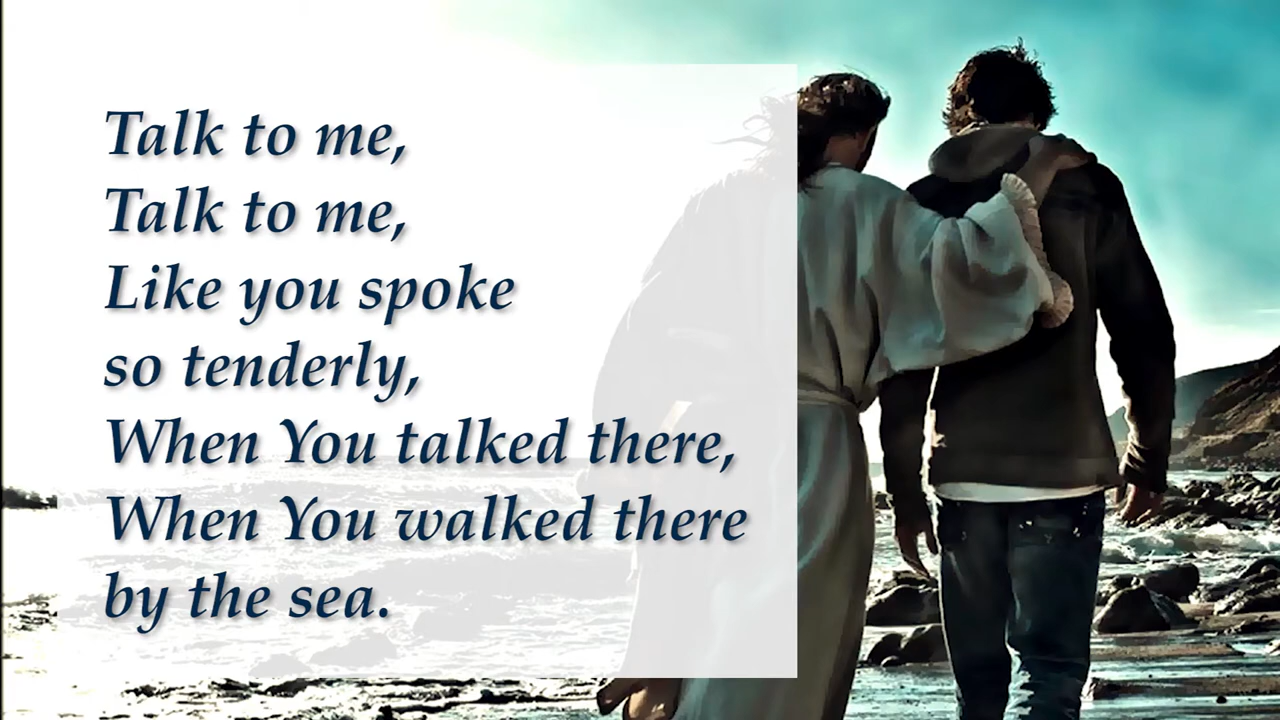 Talk to me,
Talk to me,
Like you spoke
so tenderly,
When You talked there,
When You walked there
by the sea.